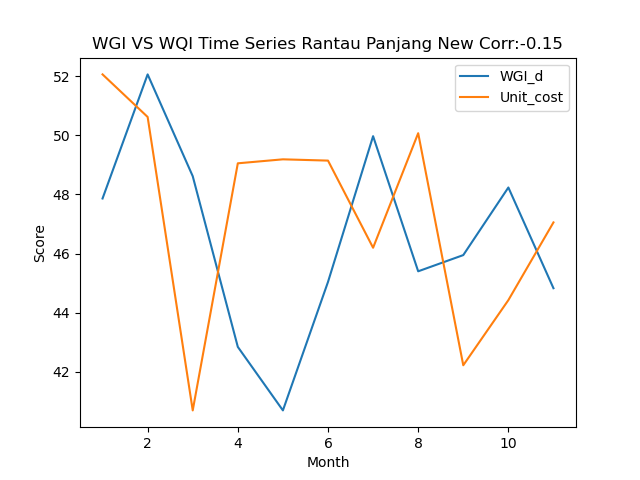 WGI VS WQI Time Series Rantau Panjang New Corr:-0.15
WGI_d
Unit_cost
Score
52
50
48
46
44
42
2 4 6 8 10
Month